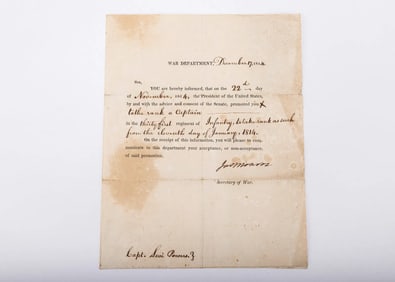 WAR DEPARTMENT, December 17, 1814
SIR,
YOU are hereby informed, that on the 22d day
of November 1814, the President of the United States,
by and with the advice and consent of the Senate, promoted you
to the rank a Captain
in the thirty first regiment of Infantry, to take rank as such
from the eleventh day of January, 1814.
On the receipt of this information, you will please to com-
municate to this department your acceptance, or non-acceptance,
of said promotion.
Secretary of War.
Capt. Levi Powers